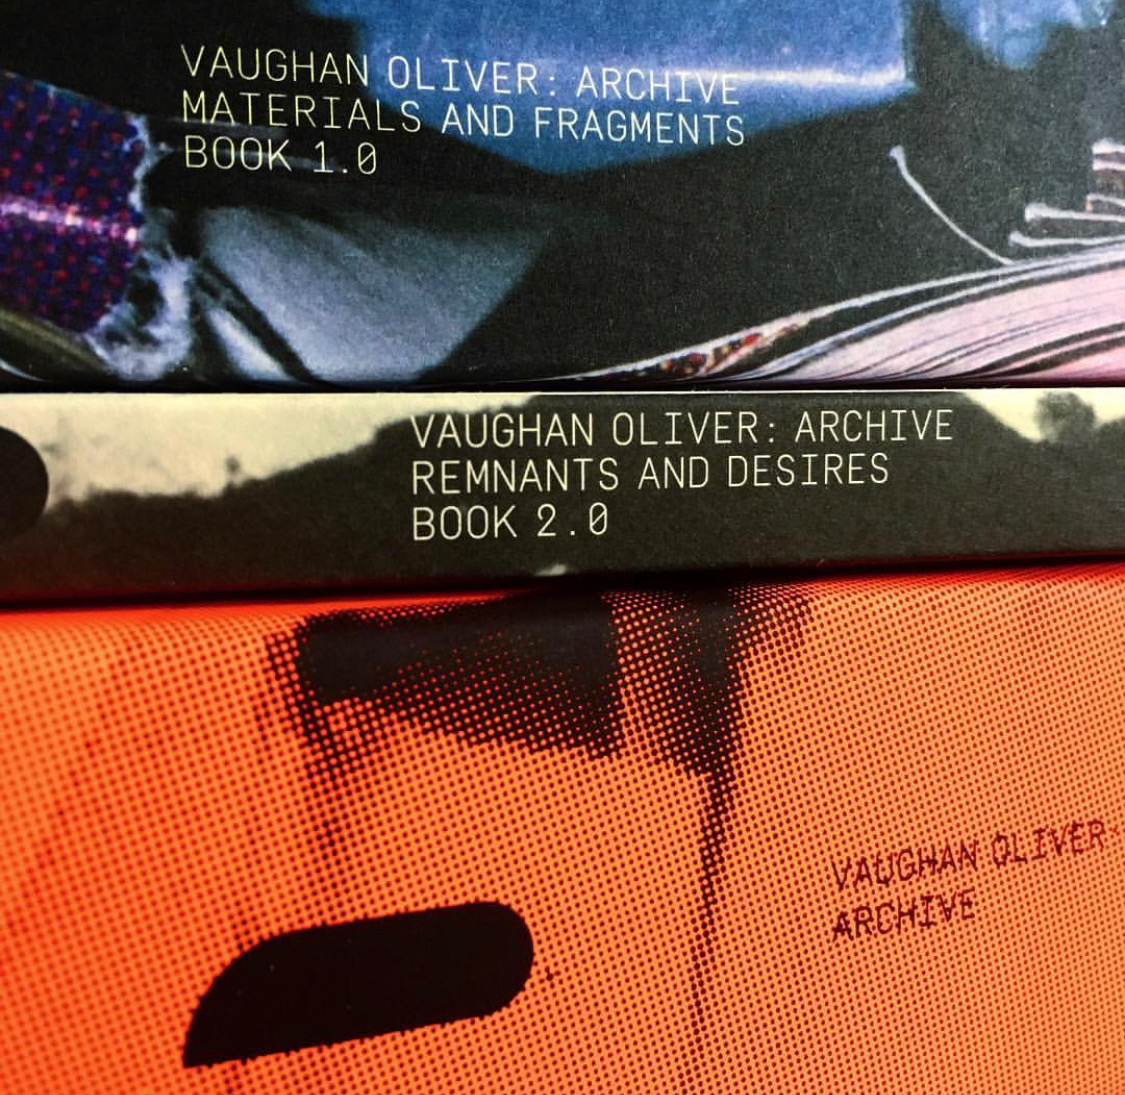 VAUGHAN OLIVER: ARCHIVE
MATERIALS AND FRAGMENTS
BOOK 1.0
VAUGHAN OLIVER: ARCHIVE
REMNANTS AND DESIRES
BOOK 2.0
VAUGHAN OLIVER:
ARCHIVE